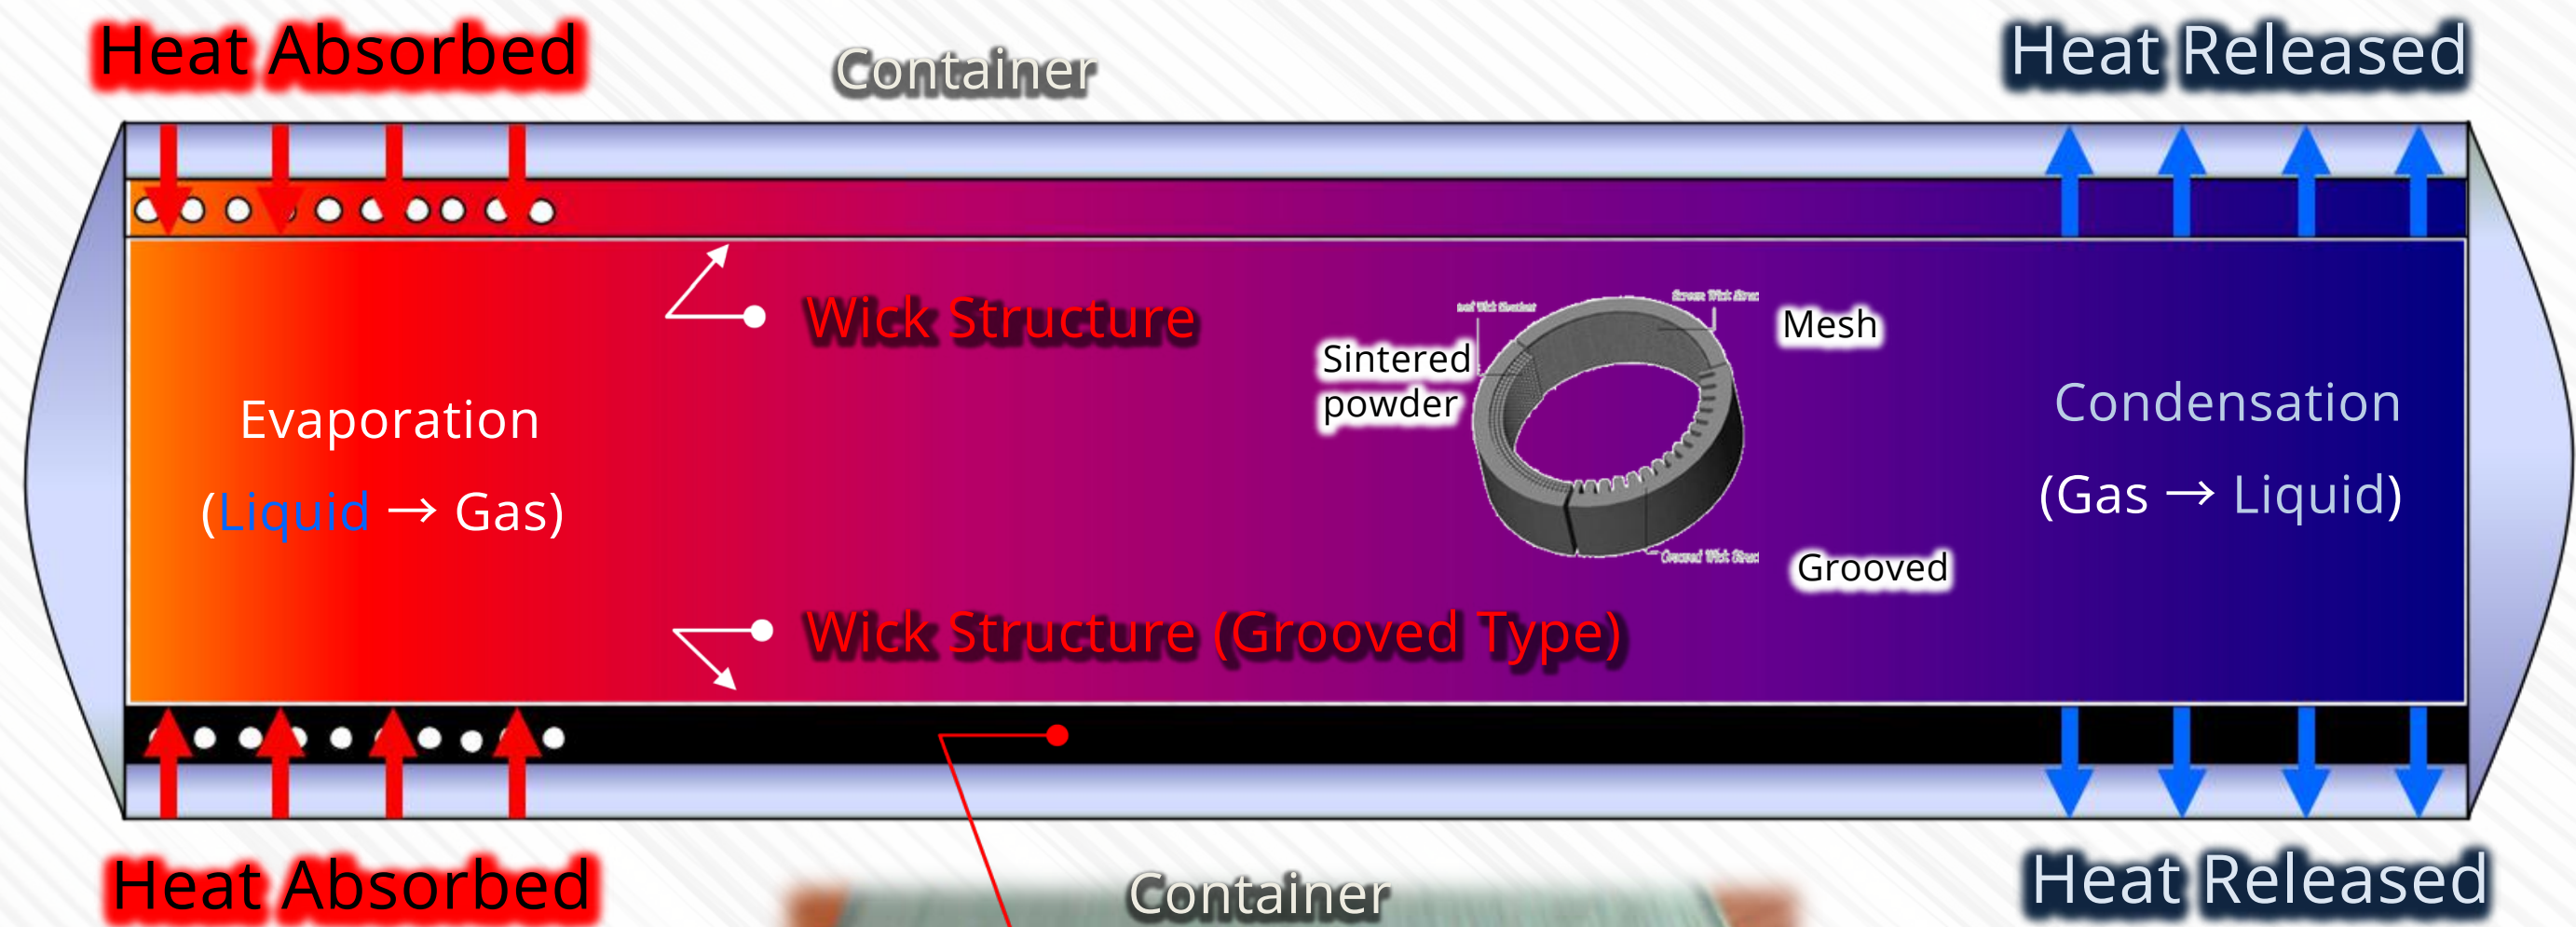 Heat Absorbed
Container
Heat Released
Wick Structure
Sintered
powder
Mesh
Evaporation
(Liquid → Gas)
Condensation
(Gas → Liquid)
Grooved
Wick Structure (Grooved Type)
Heat Absorbed
Container
Heat Released